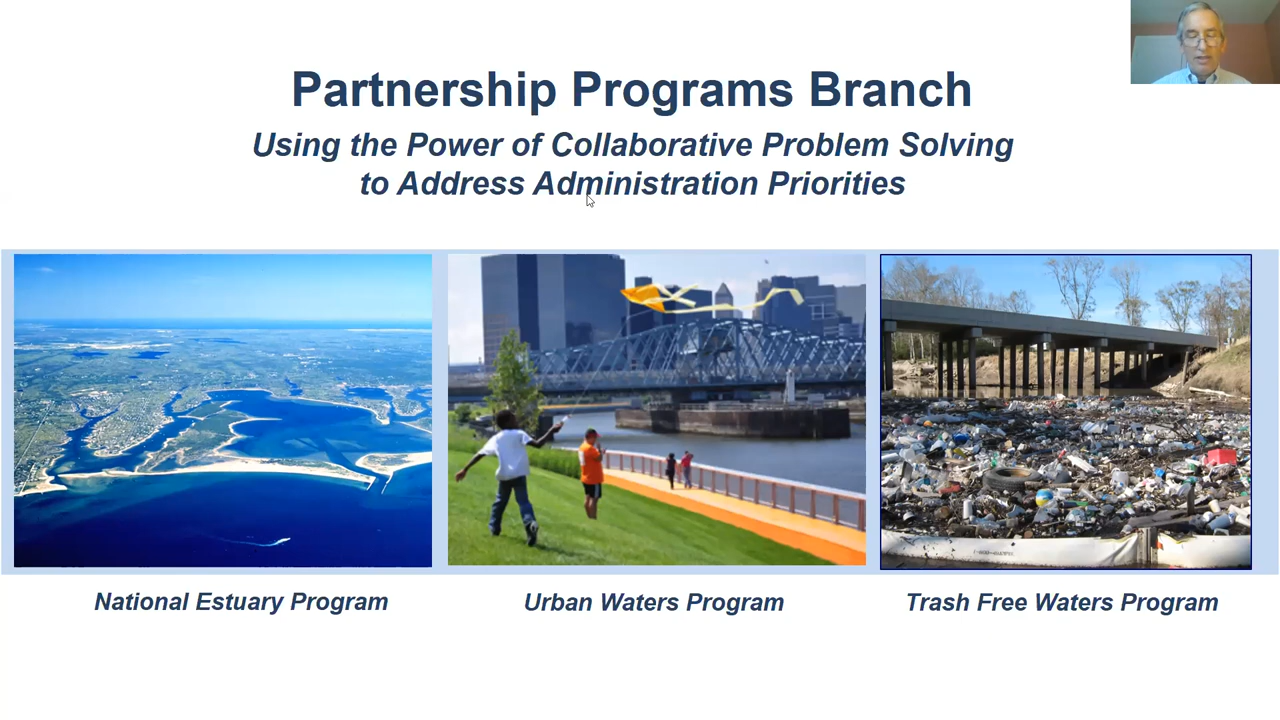 Partnership Programs Branch
Using the Power of Collaborative Problem Solving
to Address Administration Priorities
National Estuary Program
Urban Waters Program
Trash Free Waters Program